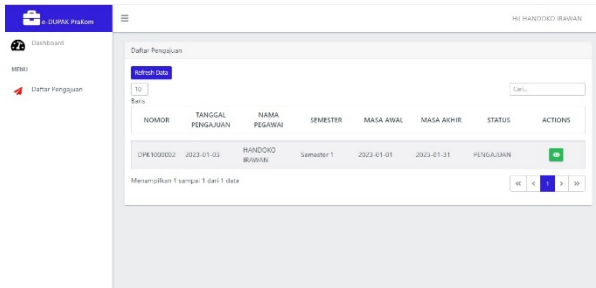 e-DUPAK PraKom
HI! HANDOKO IRAWAN
Dashboard
MENU
Daftar Pengajuan
Daftar Pengajuan
Refresh Data
10
Baris
Cari...
NOMOR TANGGAL PENGAJUAN NAMA PEGAWAI SEMESTER MASA AWAL MASA AKHIR STATUS ACTIONS
2023-01-03 HANDOKO IRAWAN Semester 1 2023-01-01 2023-01-31 PENGAJUAN
Menampilkan 1 sampai 1 dari 1 data
« ‹ 1 › »